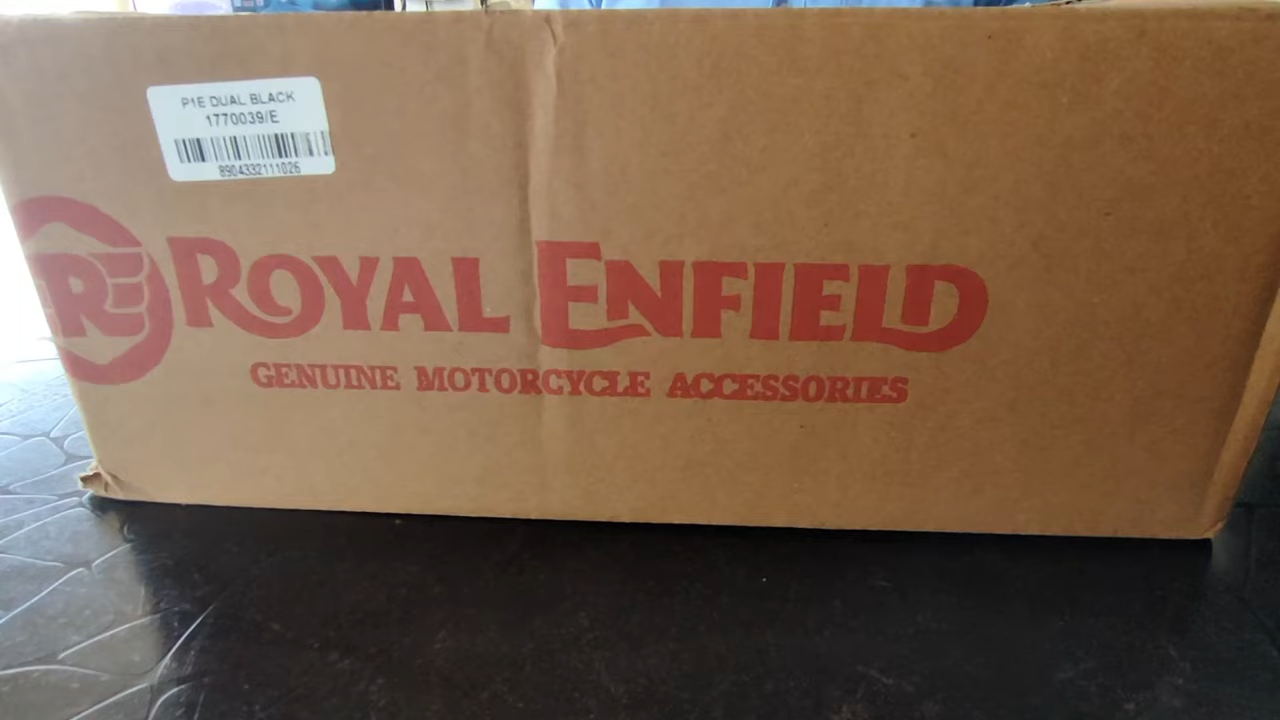 P1E DUAL BLACK
1770039/E
8904332111026
RE
ROYAL ENFIELD
GENUINE MOTORCYCLE ACCESSORIES